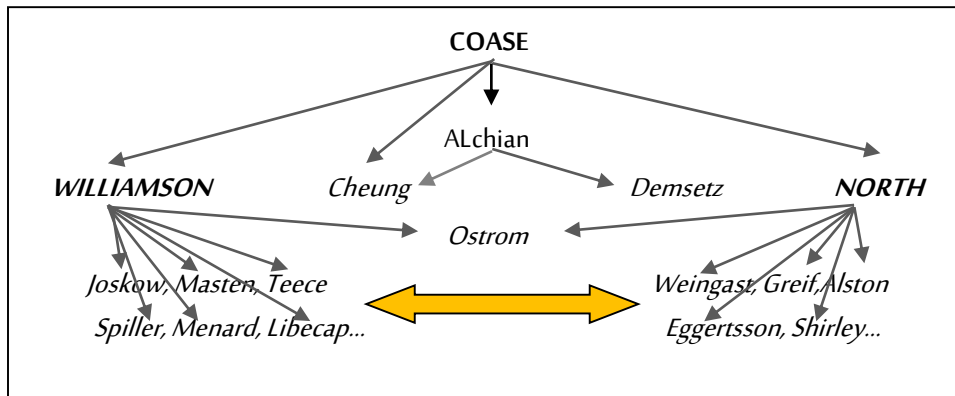 COASE
ALchian
WILLIAMSON Cheung Demsetz NORTH
Ostrom
Joskow, Masten, Teece Weingast, Greif,Alston
Spiller, Menard, Libecap... Eggertsson, Shirley...